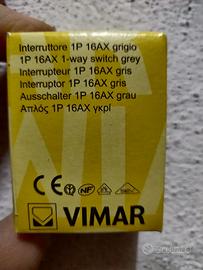 Interruttore 1P 16AX grigio
1P 16AX 1-way switch grey
Interrupteur 1P 16AX gris
Interruptor 1P 16AX gris
Ausschalter 1P 16AX grau
Απλός 1P 16AX γκρί
CE NF
VIMAR